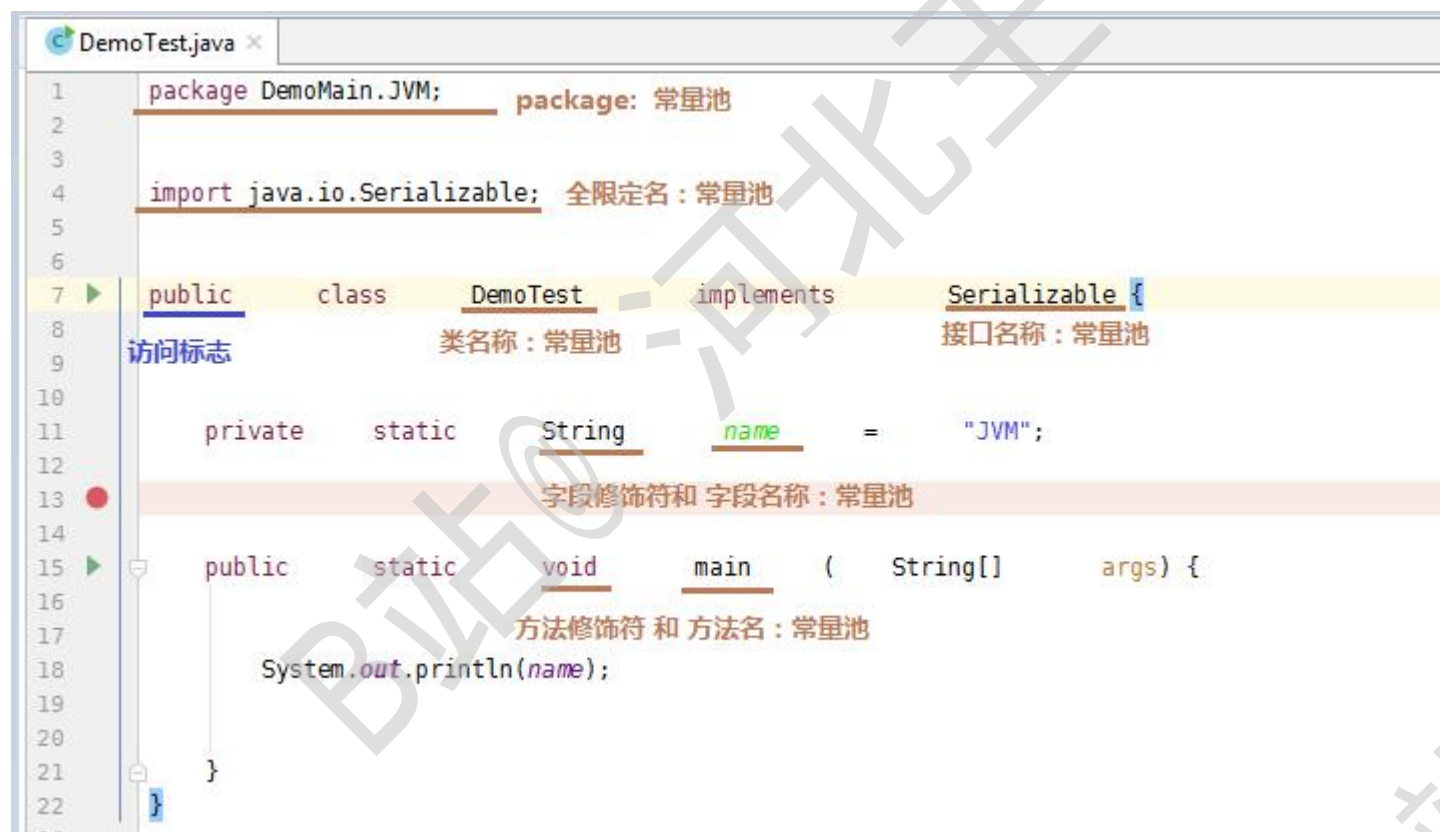 DemoTest.java ×
1 package DemoMain.JVM; package: 常量池
2
3
4 import java.io.Serializable; 全限定名：常量池
5
6
7 public class DemoTest implements Serializable {
8 类名称：常量池 接口名称：常量池
访问标志
9
10
11 private static String name = "JVM";
12
13 字段修饰符和 字段名称：常量池
14
15 public static void main ( String[] args) {
16
17 方法修饰符 和 方法名：常量池
18 System.out.println(name);
19
20
21 }
22 }
B站@ 河北王